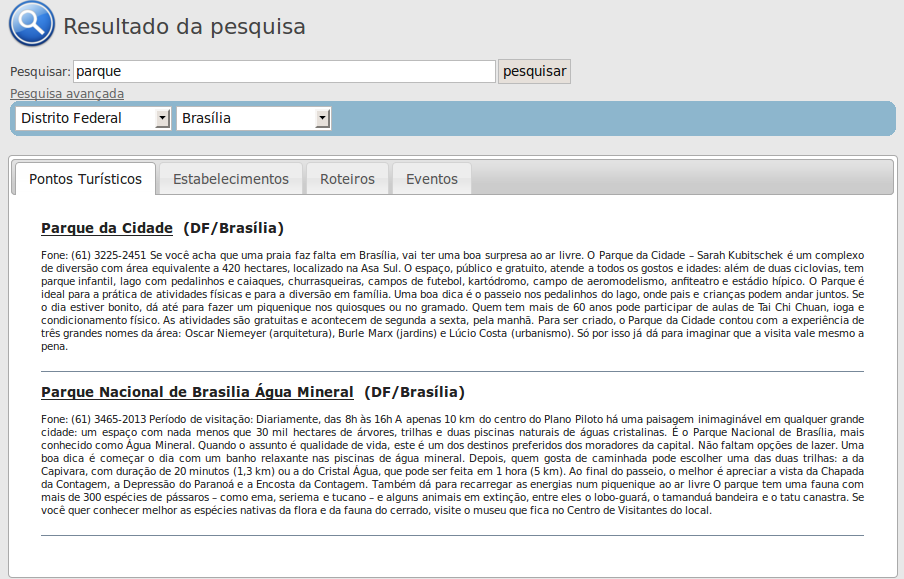 Resultado da pesquisa
Pesquisar: parque pesquisar
Pesquisa avançada
Distrito Federal Brasília
Pontos Turísticos Estabelecimentos Roteiros Eventos
Parque da Cidade (DF/Brasília)
Fone: (61) 3225-2451 Se você acha que uma praia faz falta em Brasília, vai ter uma boa surpresa ao ar livre. O Parque da Cidade – Sarah Kubitschek é um complexo
de diversão com área equivalente a 420 hectares, localizado na Asa Sul. O espaço, público e gratuito, atende a todos os gostos e idades: além de duas ciclovias, tem
parque infantil, lago com pedalinhos e caiaques, churrasqueiras, campos de futebol, kartódromo, campo de aeromodelismo, anfiteatro e estádio hípico. O Parque é
ideal para a prática de atividades físicas e para a diversão em família. Uma boa dica é o passeio nos pedalinhos do lago, onde pais e crianças podem andar juntos. Se
o dia estiver bonito, dá até para fazer um piquenique nos quiosques ou no gramado. Quem tem mais de 60 anos pode participar de aulas de Tai Chi Chuan, ioga e
condicionamento físico. As atividades são gratuitas e acontecem de segunda a sexta, pela manhã. Para ser criado, o Parque da Cidade contou com a experiência de
três grandes nomes da área: Oscar Niemeyer (arquitetura), Burle Marx (jardins) e Lúcio Costa (urbanismo). Só por isso já dá para imaginar que a visita vale mesmo a
pena.
Parque Nacional de Brasilia Água Mineral (DF/Brasília)
Fone: (61) 3465-2013 Período de visitação: Diariamente, das 8h às 16h A apenas 10 km do centro do Plano Piloto há uma paisagem inimaginável em qualquer grande
cidade: um espaço com nada menos que 30 mil hectares de árvores, trilhas e duas piscinas naturais de águas cristalinas. É o Parque Nacional de Brasília, mais
conhecido como Água Mineral. Quando o assunto é qualidade de vida, este é um dos destinos preferidos dos moradores da capital. Não faltam opções de lazer. Uma
boa dica é começar o dia com um banho relaxante nas piscinas de água mineral. Depois, quem gosta de caminhada pode escolher uma das duas trilhas: a da
Capivara, com duração de 20 minutos (1,3 km) ou a do Cristal Água, que pode ser feita em 1 hora (5 km). Ao final do passeio, o melhor é apreciar a vista da Chapada
da Contagem, a Depressão do Paranoá e a Encosta da Contagem. Também dá para recarregar as energias num piquenique ao ar livre O parque tem uma fauna com
mais de 300 espécies de pássaros – como ema, seriema e tucano – e alguns animais em extinção, entre eles o lobo-guará, o tamanduá bandeira e o tatu canastra. Se
você quer conhecer melhor as espécies nativas da flora e da fauna do cerrado, visite o museu que fica no Centro de Visitantes do local.